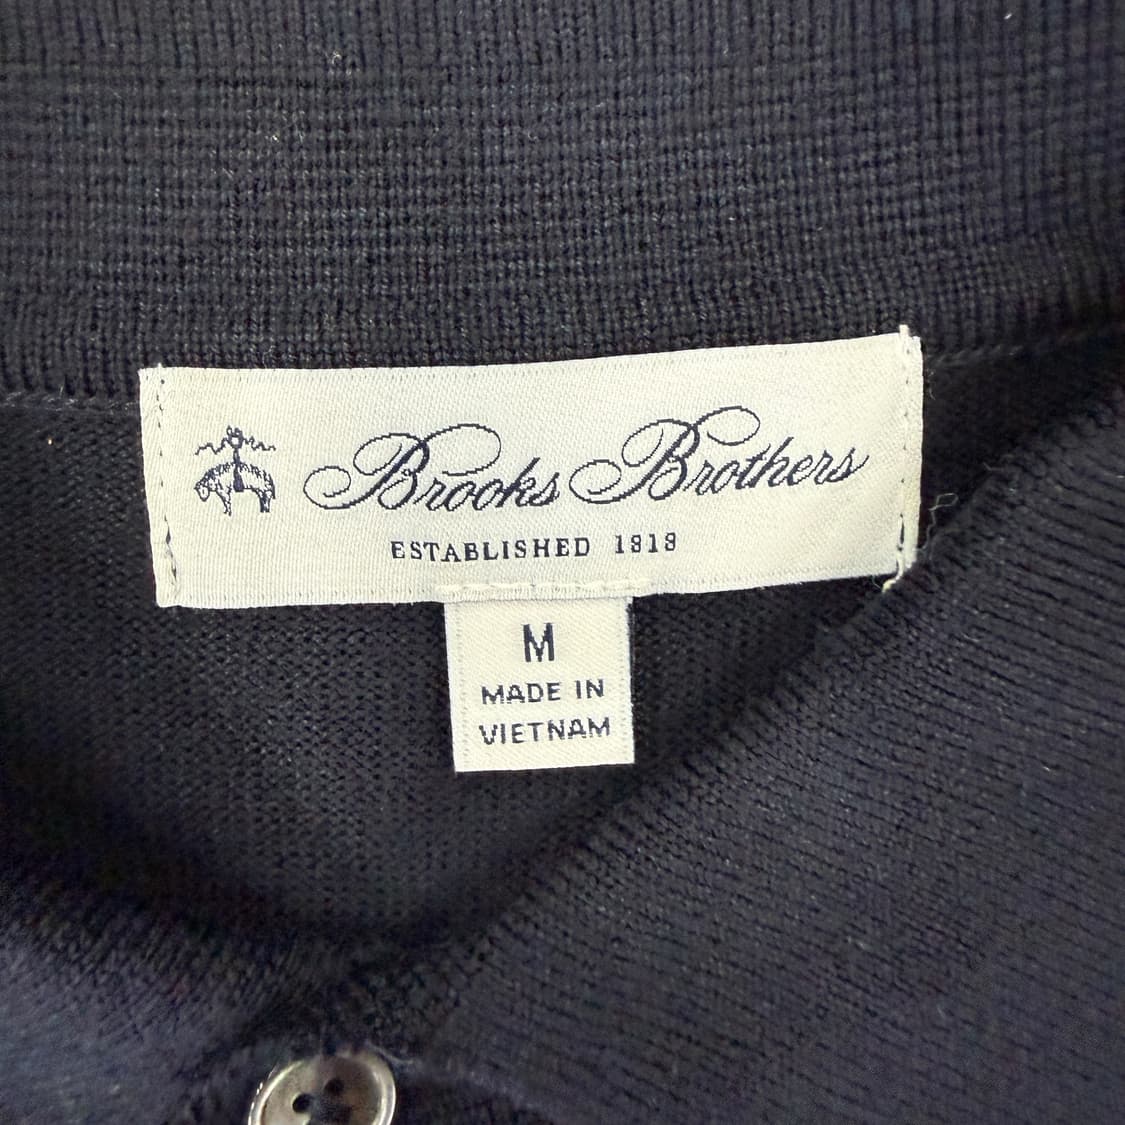 Brooks Brothers
ESTABLISHED 1818
M
MADE IN
VIETNAM